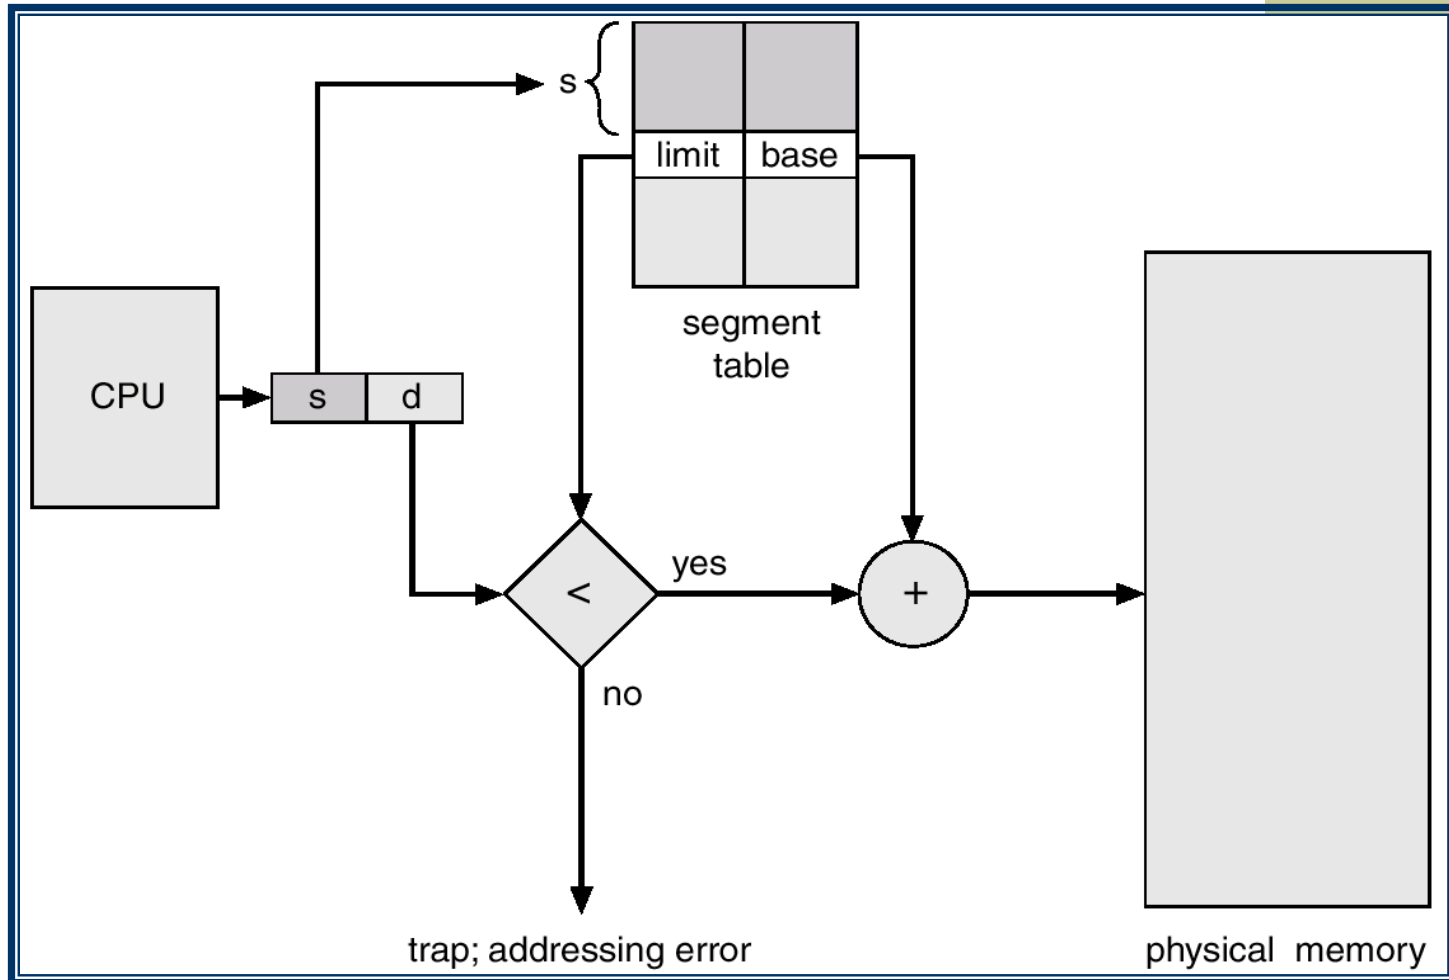 s
limit base
segment
table
CPU
s d
<
yes
+
no
trap; addressing error
physical memory